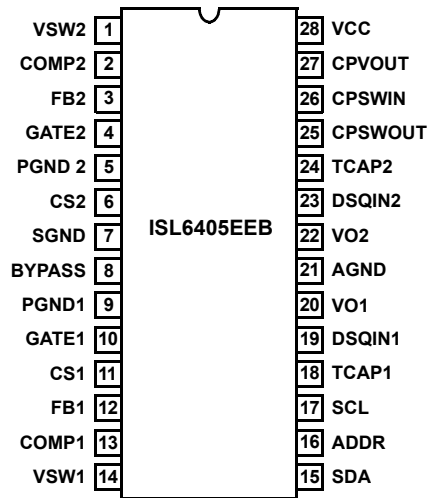 VSW2 1 28 VCC
COMP2 2 27 CPVOUT
FB2 3 26 CPSWIN
GATE2 4 25 CPSWOUT
PGND 2 5 24 TCAP2
CS2 6 23 DSQIN2
SGND 7 ISL6405EEB 22 VO2
BYPASS 8 21 AGND
PGND1 9 20 VO1
GATE1 10 19 DSQIN1
CS1 11 18 TCAP1
FB1 12 17 SCL
COMP1 13 16 ADDR
VSW1 14 15 SDA